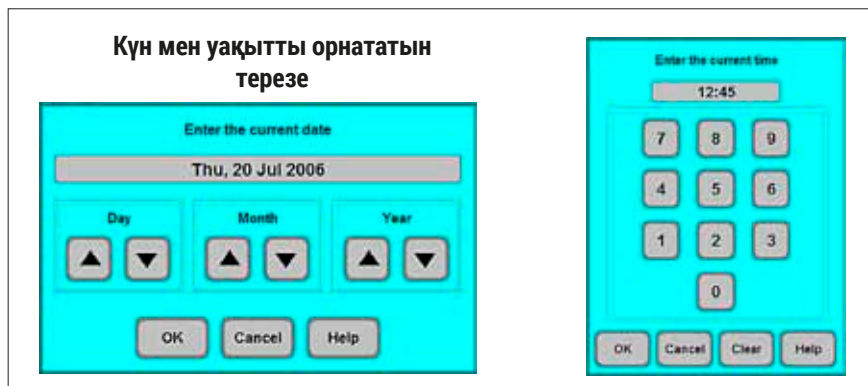 Күн мен уақытты орнататын
терезе
Enter the current date
Thu, 20 Jul 2006
Day Month Year
OK Cancel Help
Enter the current time
12:45
7 8 9
4 5 6
1 2 3
0
OK Cancel Clear Help